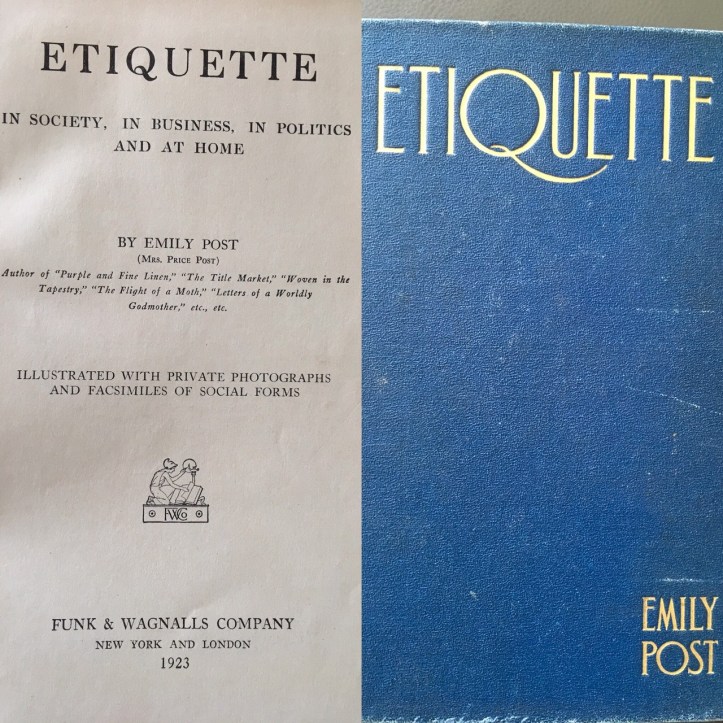 ETIQUETTE
IN SOCIETY, IN BUSINESS, IN POLITICS
AND AT HOME
BY EMILY POST
(Mrs. Price Post)
Author of "Purple and Fine Linen," "The Title Market," "Woven in the
Tapestry," "The Flight of a Moth," "Letters of a Worldly
Godmother," etc., etc.
ILLUSTRATED WITH PRIVATE PHOTOGRAPHS
AND FACSIMILES OF SOCIAL FORMS
FWCo
FUNK & WAGNALLS COMPANY
NEW YORK AND LONDON
1923
ETIQUETTE
EMILY
POST